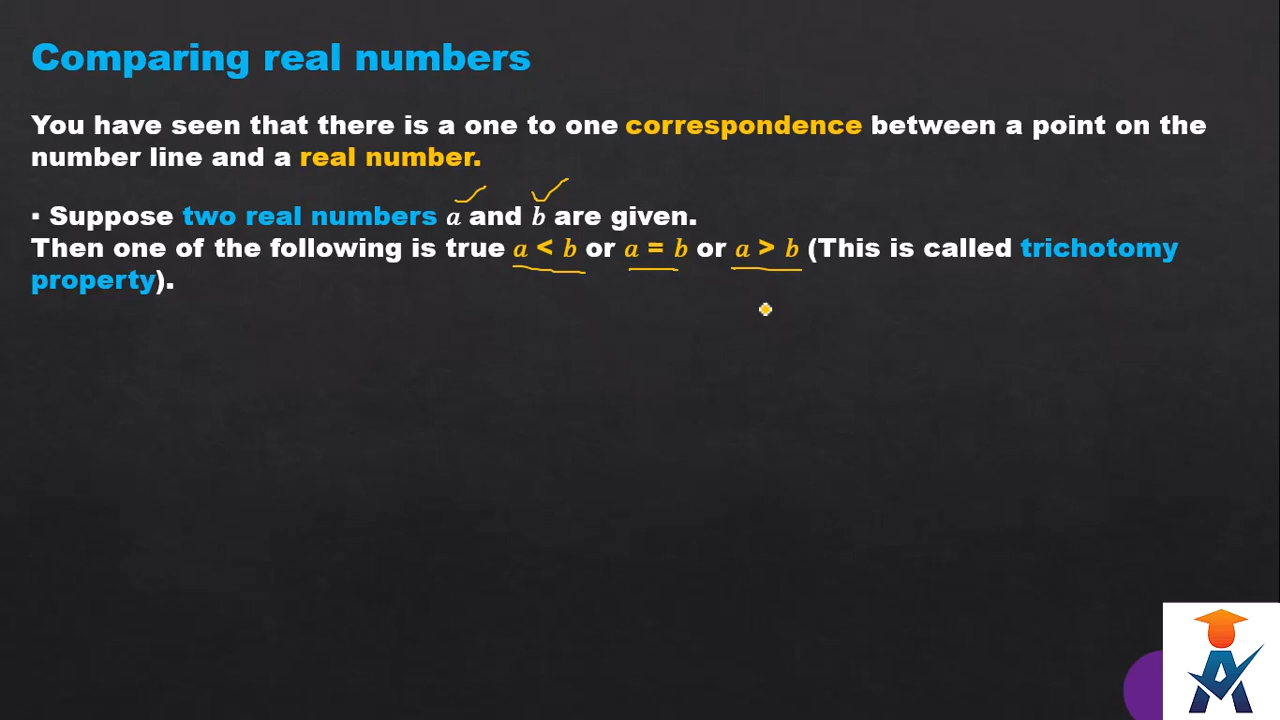 Comparing real numbers
You have seen that there is a one to one correspondence between a point on the
number line and a real number.
▪ Suppose two real numbers a and b are given.
Then one of the following is true a < b or a = b or a > b (This is called trichotomy
property).